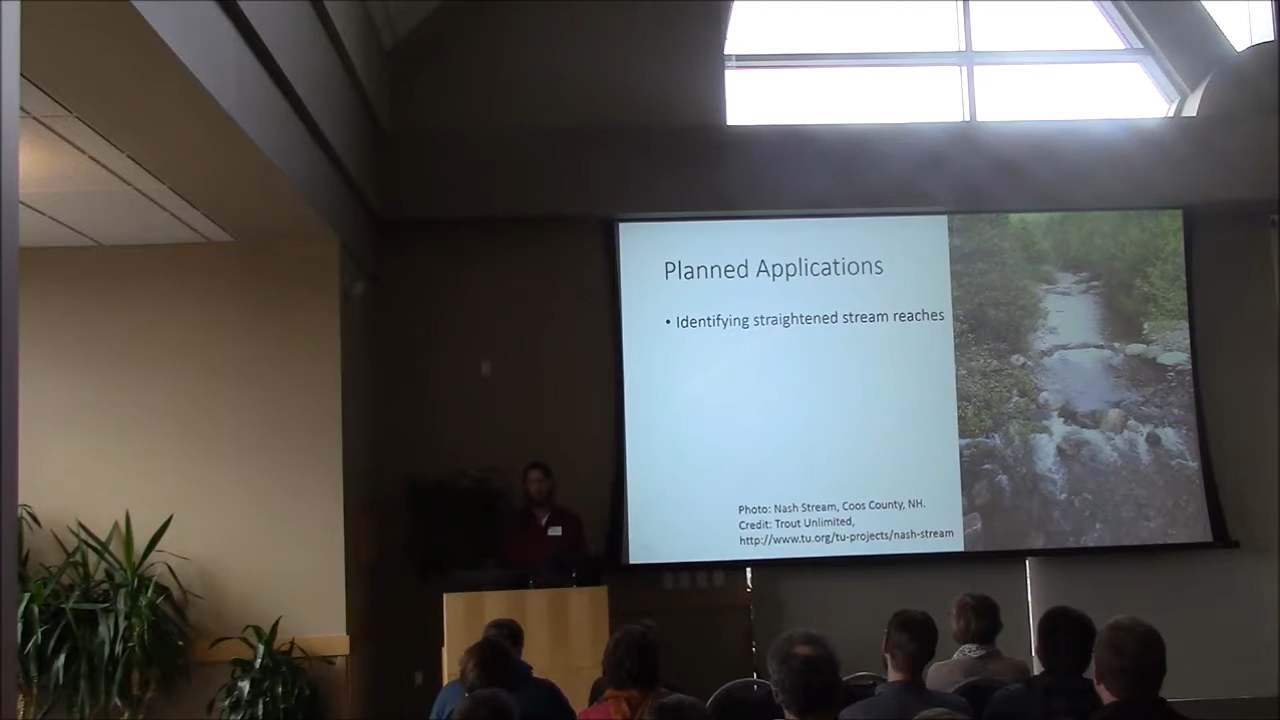 Planned Applications
• Identifying straightened stream reaches
Photo: Nash Stream, Coos County, NH.
Credit: Trout Unlimited,
http://www.tu.org/tu-projects/nash-stream